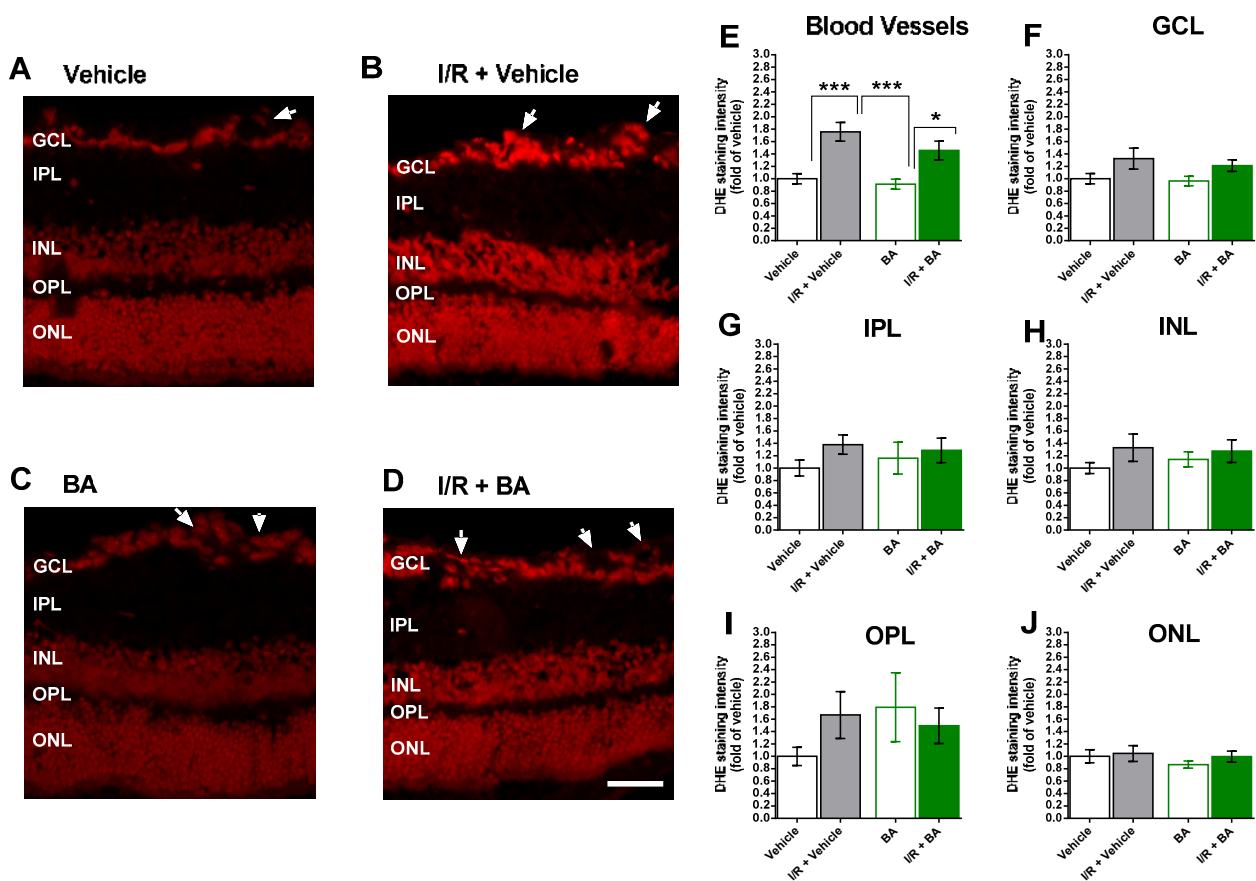 A Vehicle
GCL
IPL
INL
OPL
ONL
B I/R + Vehicle
GCL
IPL
INL
OPL
ONL
C BA
GCL
IPL
INL
OPL
ONL
D I/R + BA
GCL
IPL
INL
OPL
ONL
E Blood Vessels
DHE staining intensity
(fold of vehicle)
3.0
2.8
2.6
2.4
2.2
2.0
1.8
1.6
1.4
1.2
1.0
0.8
0.6
0.4
0.2
0.0
*** *** *
Vehicle
I/R + Vehicle
BA
I/R + BA
F GCL
DHE staining intensity
(fold of vehicle)
3.0
2.8
2.6
2.4
2.2
2.0
1.8
1.6
1.4
1.2
1.0
0.8
0.6
0.4
0.2
0.0
Vehicle
I/R + Vehicle
BA
I/R + BA
G IPL
DHE staining intensity
(fold of vehicle)
3.0
2.8
2.6
2.4
2.2
2.0
1.8
1.6
1.4
1.2
1.0
0.8
0.6
0.4
0.2
0.0
Vehicle
I/R + Vehicle
BA
I/R + BA
H INL
DHE staining intensity
(fold of vehicle)
3.0
2.8
2.6
2.4
2.2
2.0
1.8
1.6
1.4
1.2
1.0
0.8
0.6
0.4
0.2
0.0
Vehicle
I/R + Vehicle
BA
I/R + BA
I OPL
DHE staining intensity
(fold of vehicle)
3.0
2.8
2.6
2.4
2.2
2.0
1.8
1.6
1.4
1.2
1.0
0.8
0.6
0.4
0.2
0.0
Vehicle
I/R + Vehicle
BA
I/R + BA
J ONL
DHE staining intensity
(fold of vehicle)
3.0
2.8
2.6
2.4
2.2
2.0
1.8
1.6
1.4
1.2
1.0
0.8
0.6
0.4
0.2
0.0
Vehicle
I/R + Vehicle
BA
I/R + BA